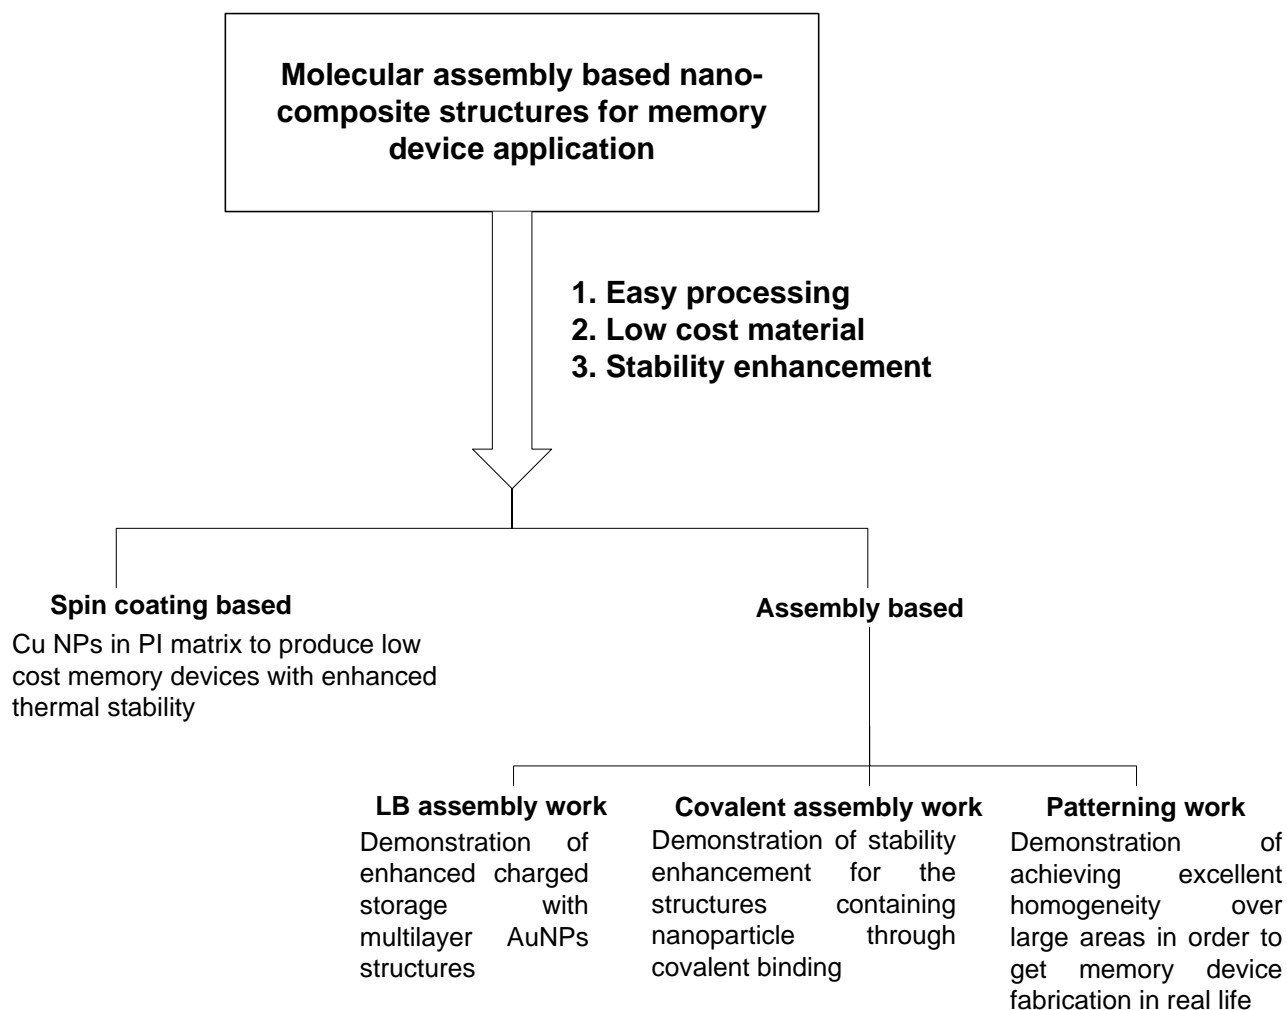 Molecular assembly based nano-
composite structures for memory
device application
1. Easy processing
2. Low cost material
3. Stability enhancement
Spin coating based
Cu NPs in PI matrix to produce low
cost memory devices with enhanced
thermal stability
Assembly based
LB assembly work
Demonstration of
enhanced charged
storage with
multilayer AuNPs
structures
Covalent assembly work
Demonstration of stability
enhancement for the
structures containing
nanoparticle through
covalent binding
Patterning work
Demonstration of
achieving excellent
homogeneity over
large areas in order to
get memory device
fabrication in real life